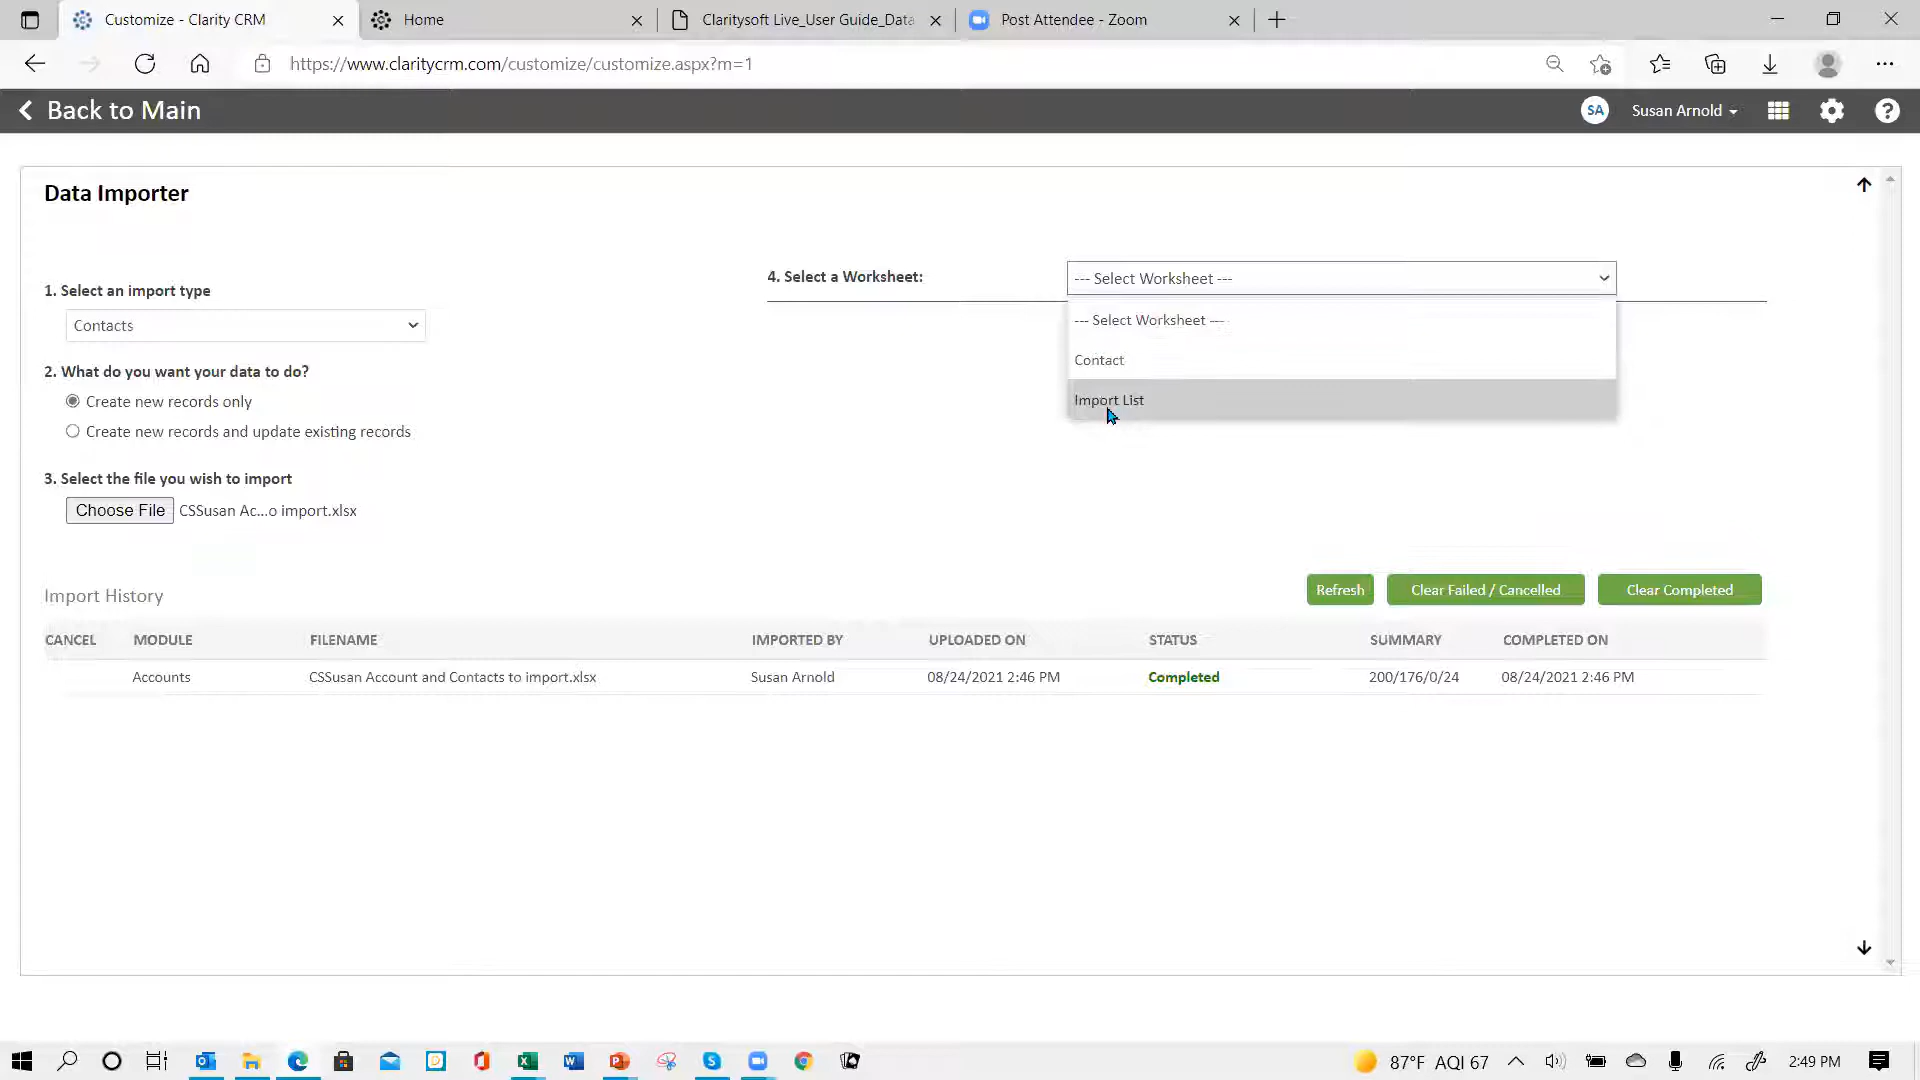 Customize - Clarity CRM
Home
Claritysoft Live_User Guide_Data
Post Attendee - Zoom
https://www.claritycrm.com/customize/customize.aspx?m=1
Back to Main
SA
Susan Arnold
Data Importer
4. Select a Worksheet:
--- Select Worksheet ---
1. Select an import type
--- Select Worksheet ---
Contacts
Contact
2. What do you want your data to do?
Create new records only
Import List
Create new records and update existing records
3. Select the file you wish to import
Choose File CSSusan Ac...o import.xlsx
Import History
Refresh
Clear Failed / Cancelled
Clear Completed
CANCEL MODULE FILENAME IMPORTED BY UPLOADED ON STATUS SUMMARY COMPLETED ON
Accounts CSSusan Account and Contacts to import.xlsx Susan Arnold 08/24/2021 2:46 PM Completed 200/176/0/24 08/24/2021 2:46 PM
87°F AQI 67
2:49 PM